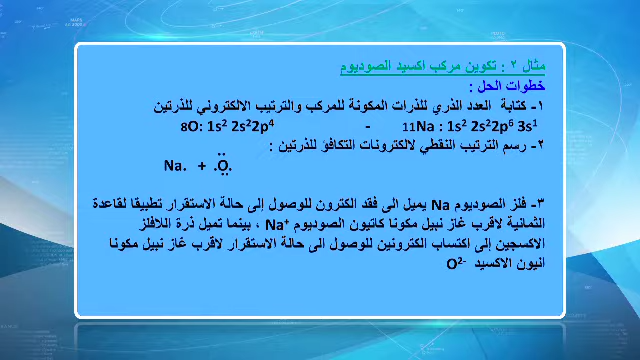 مثال ٢ : تكوين مركب اكسيد الصوديوم
خطوات الحل :
١- كتابة العدد الذري للذرات المكونة للمركب والترتيب الالكتروني للذرتين
₈O: 1s² 2s²2p⁴ - ₁₁Na : 1s² 2s²2p⁶ 3s¹
٢- رسم الترتيب النقطي لالكترونات التكافؤ للذرتين :
Na. + .O.
٣- فلز الصوديوم Na يميل الى فقد الكترون للوصول إلى حالة الاستقرار تطبيقا لقاعدة
الثمانية لاقرب غاز نبيل مكونا كاتيون الصوديوم Na⁺ ، بينما تميل ذرة اللافلز
الاكسجين إلى اكتساب الكترونين للوصول الى حالة الاستقرار لاقرب غاز نبيل مكونا
انيون الاكسيد O²⁻